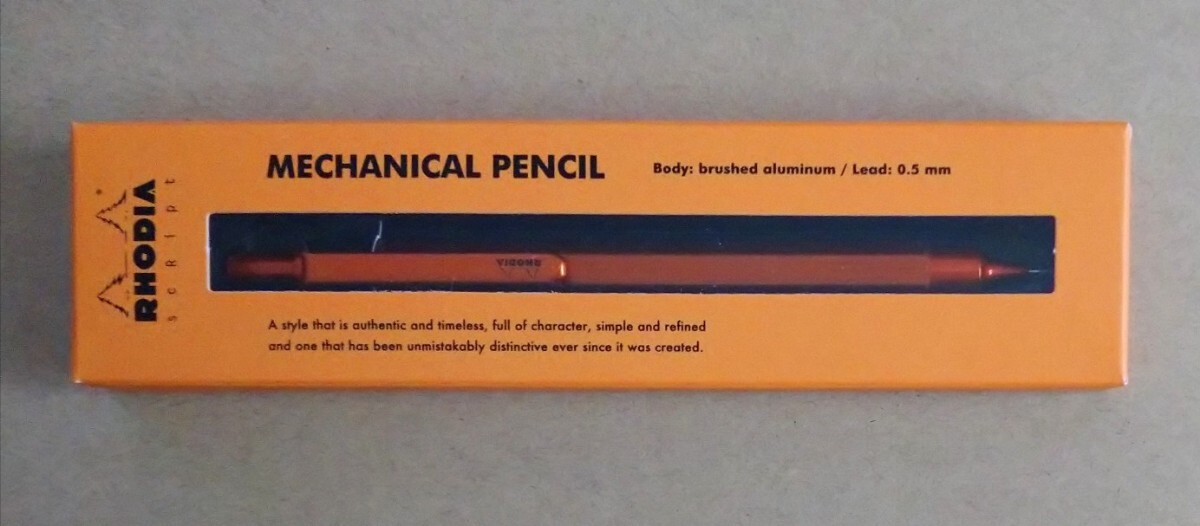 RHODIA
ScRipt
MECHANICAL PENCIL
Body: brushed aluminum / Lead: 0.5 mm
RHODIA
A style that is authentic and timeless, full of character, simple and refined
and one that has been unmistakably distinctive ever since it was created.